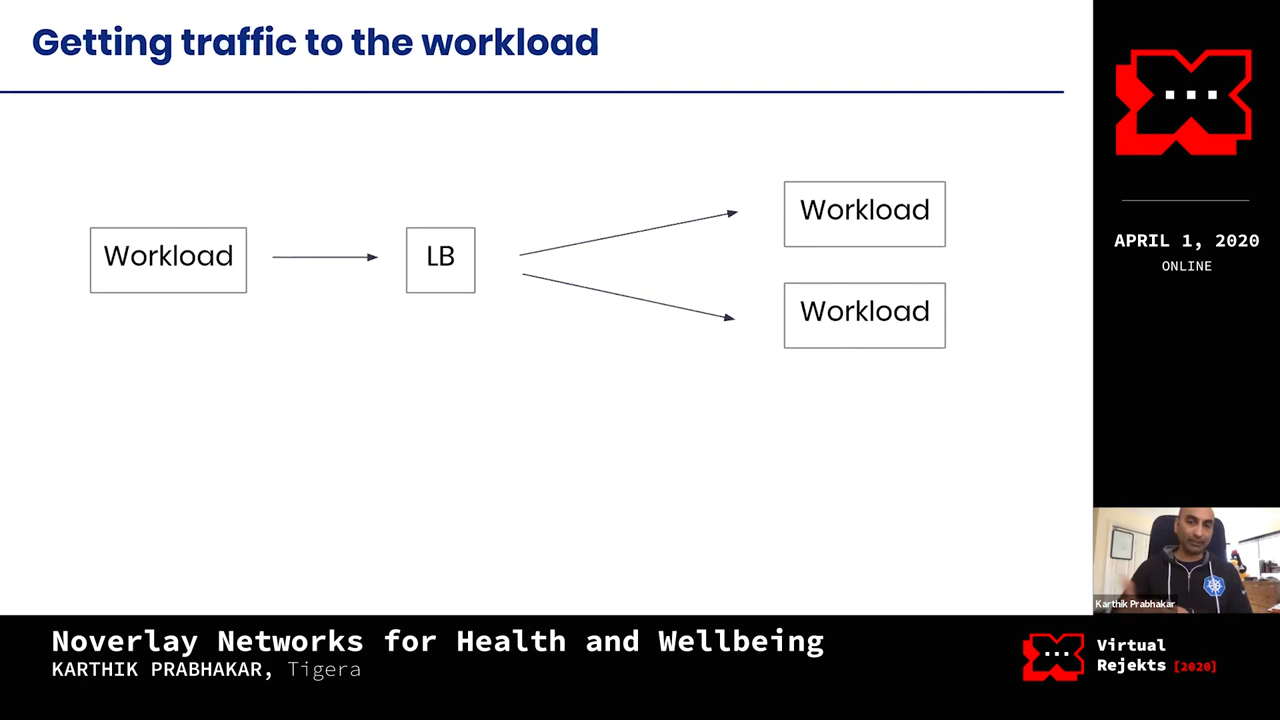 Getting traffic to the workload
Workload
LB
Workload
Workload
APRIL 1, 2020
ONLINE
Karthik Prabhakar
Noverlay Networks for Health and Wellbeing
KARTHIK PRABHAKAR, Tigera
Virtual
Rejekts [2020]